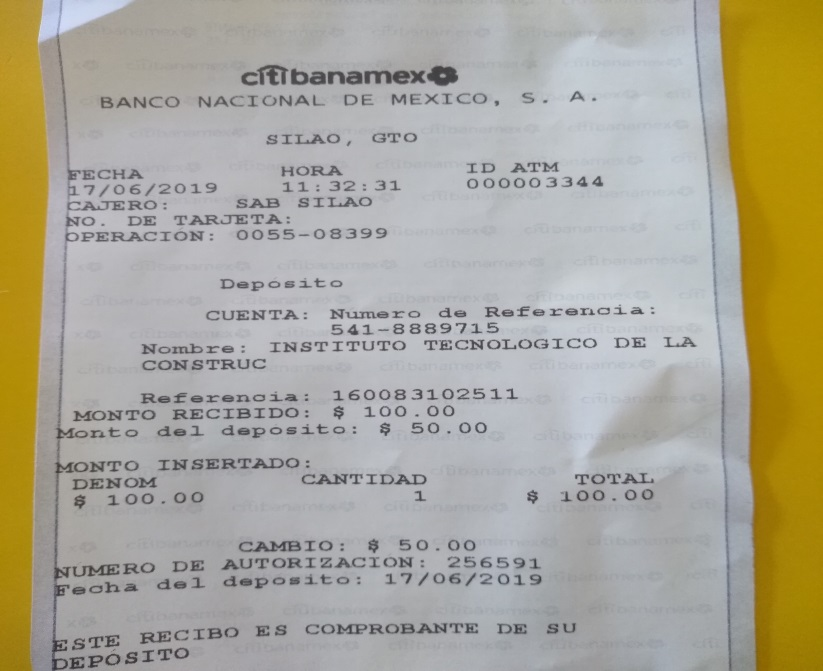 citibanamex
BANCO NACIONAL DE MEXICO, S. A.
SILAO, GTO
FECHA HORA ID ATM
17/06/2019 11:32:31 000003344
CAJERO: SAB SILAO
NO. DE TARJETA:
OPERACIÓN: 0055-08399
Depósito
CUENTA: Número de Referencia:
541-8889715
Nombre: INSTITUTO TECNOLOGICO DE LA
CONSTRUC
Referencia: 160083102511
MONTO RECIBIDO: $ 100.00
Monto del deposito: $ 50.00
MONTO INSERTADO:
DENOM CANTIDAD TOTAL
$ 100.00 1 $ 100.00
CAMBIO: $ 50.00
NUMERO DE AUTORIZACION: 256591
Fecha del deposito: 17/06/2019
ESTE RECIBO ES COMPROBANTE DE SU
DEPÓSITO